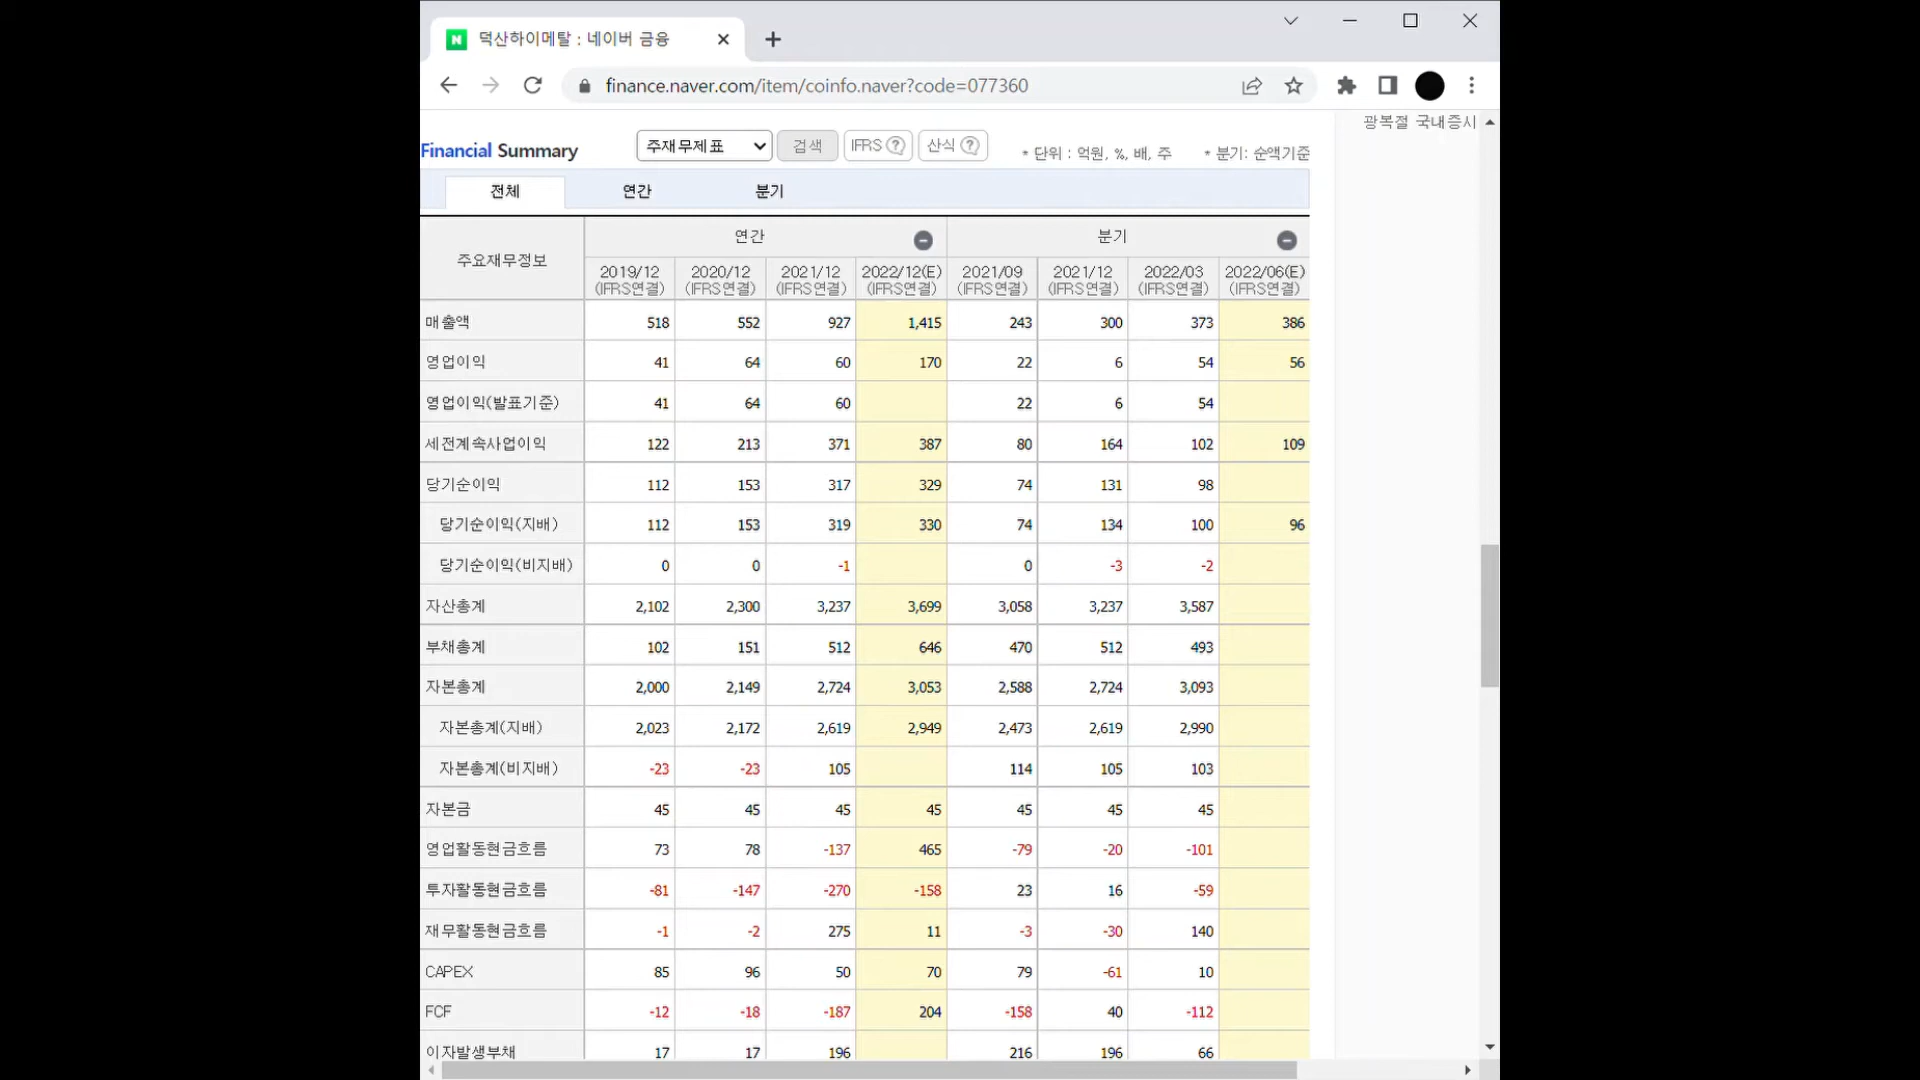 덕산하이메탈 : 네이버 금융
finance.naver.com/item/coinfo.naver?code=077360
광복절 국내증시
Financial Summary 주재무제표 검색 IFRS ? 산식 ? * 단위 : 억원, %, 배, 주 * 분기: 순액기준
전체 연간 분기
주요재무정보 연간 분기
2019/12 2020/12 2021/12 2022/12(E) 2021/09 2021/12 2022/03 2022/06(E)
(IFRS연결) (IFRS연결) (IFRS연결) (IFRS연결) (IFRS연결) (IFRS연결) (IFRS연결) (IFRS연결)
매출액 518 552 927 1,415 243 300 373 386
영업이익 41 64 60 170 22 6 54 56
영업이익(발표기준) 41 64 60 22 6 54
세전계속사업이익 122 213 371 387 80 164 102 109
당기순이익 112 153 317 329 74 131 98
당기순이익(지배) 112 153 319 330 74 134 100 96
당기순이익(비지배) 0 0 -1 0 -3 -2
자산총계 2,102 2,300 3,237 3,699 3,058 3,237 3,587
부채총계 102 151 512 646 470 512 493
자본총계 2,000 2,149 2,724 3,053 2,588 2,724 3,093
자본총계(지배) 2,023 2,172 2,619 2,949 2,473 2,619 2,990
자본총계(비지배) -23 -23 105 114 105 103
자본금 45 45 45 45 45 45 45
영업활동현금흐름 73 78 -137 465 -79 -20 -101
투자활동현금흐름 -81 -147 -270 -158 23 16 -59
재무활동현금흐름 -1 -2 275 11 -3 -30 140
CAPEX 85 96 50 70 79 -61 10
FCF -12 -18 -187 204 -158 40 -112
이자발생부채 17 17 196 216 196 66